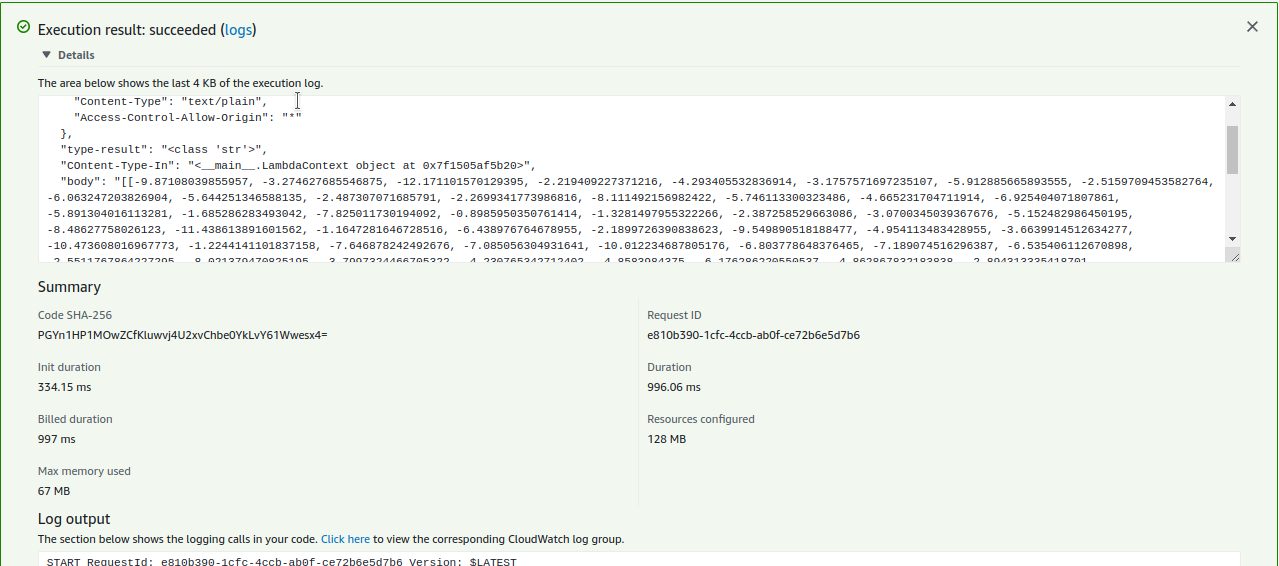 Execution result: succeeded (logs)
Details
The area below shows the last 4 KB of the execution log.
"Content-Type": "text/plain",
"Access-Control-Allow-Origin": "*"
},
"type-result": "<class 'str'>",
"COntent-Type-In": "<__main__.LambdaContext object at 0x7f1505af5b20>",
"body": "[[-9.87108039855957, -3.274627685546875, -12.171101570129395, -2.219409227371216, -4.293405532836914, -3.1757571697235107, -5.912885665893555, -2.5159709453582764,
-6.063247203826904, -5.644251346588135, -2.487307071685791, -2.2699341773986816, -8.111492156982422, -5.746113300323486, -4.665231704711914, -6.925404071807861,
-5.891304016113281, -1.685286283493042, -7.825011730194092, -0.8985950350761414, -1.3281497955322266, -2.387258529663086, -3.0700345039367676, -5.152482986450195,
-8.48627758026123, -11.438613891601562, -1.1647281646728516, -6.438976764678955, -2.1899726390838623, -9.549890518188477, -4.954113483428955, -3.6639914512634277,
-10.473608016967773, -1.2244141101837158, -7.646878242492676, -7.085056304931641, -10.012234687805176, -6.803778648376465, -7.189074516296387, -6.535406112670898,
Summary
Code SHA-256
PGYn1HP1MOwZCfKluwvj4U2xvChbe0YkLvY61Wwesx4=
Request ID
e810b390-1cfc-4ccb-ab0f-ce72b6e5d7b6
Init duration
334.15 ms
Duration
996.06 ms
Billed duration
997 ms
Resources configured
128 MB
Max memory used
67 MB
Log output
The section below shows the logging calls in your code. Click here to view the corresponding CloudWatch log group.
START RequestId: e810b390-1cfc-4ccb-ab0f-ce72b6e5d7b6 Version: $LATEST